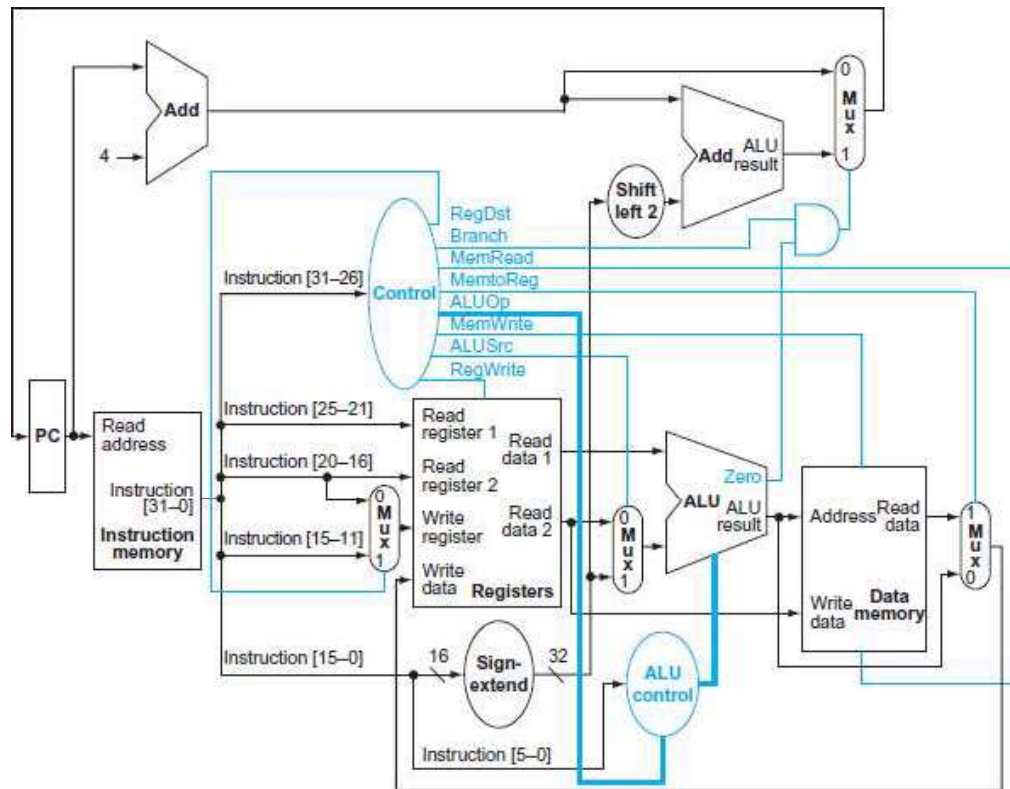 0
Mux
1
Add
4
Add
ALU
result
Shift
left 2
RegDst
Branch
MemRead
MemtoReg
ALUOp
MemWrite
ALUSrc
RegWrite
Instruction [31–26]
Control
PC
Read
address
Instruction
[31–0]
Instruction
memory
Instruction [25–21]
Instruction [20–16]
Instruction [15–11]
0
Mux
1
Read
register 1
Read
register 2
Write
register
Write
data
Read
data 1
Read
data 2
Registers
0
Mux
1
Zero
ALU
ALU
result
Address
Read
data
Write
data
Data
memory
1
Mux
0
Instruction [15–0]
16
Sign-
extend
32
ALU
control
Instruction [5–0]